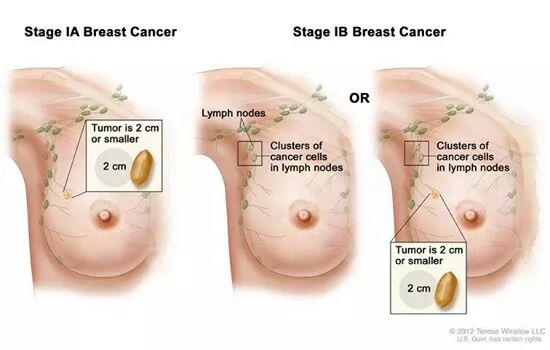 Stage IA Breast Cancer
Stage IB Breast Cancer
Tumor is 2 cm
or smaller
2 cm
Lymph nodes
Clusters of
cancer cells
in lymph nodes
OR
Clusters of
cancer cells
in lymph nodes
Tumor is 2 cm
or smaller
2 cm
© 2012 Terese Winslow LLC
U.S. Govt. has certain rights